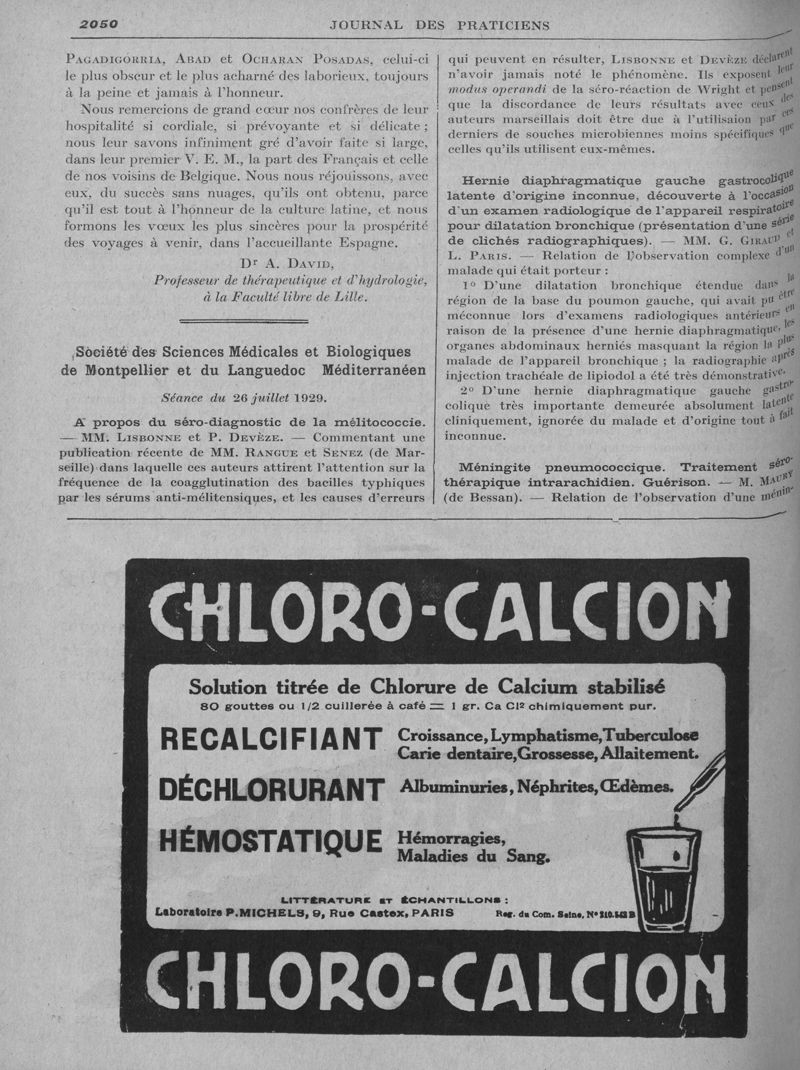 2050
JOURNAL DES PRATICIENS
PAGADIGORRIA, ABAD et OCHARAN POSADAS, celui-ci
le plus obscur et le plus acharné des laborieux, toujours
à la peine et jamais à l'honneur.
Nous remercions de grand cœur nos confrères de leur
hospitalité si cordiale, si prévoyante et si délicate ;
nous leur savons infiniment gré d'avoir faite si large,
dans leur premier V. E. M., la part des Français et celle
de nos voisins de Belgique. Nous nous réjouissons, avec
eux, du succès sans nuages, qu'ils ont obtenu, parce
qu'il est tout à l'honneur de la culture latine, et nous
formons les vœux les plus sincères pour la prospérité
des voyages à venir, dans l'accueillante Espagne.
Dr A. DAVID,
Professeur de thérapeutique et d'hydrologie,
à la Faculté libre de Lille.
Société des Sciences Médicales et Biologiques
de Montpellier et du Languedoc Méditerranéen
Séance du 26 juillet 1929.
A propos du séro-diagnostic de la mélitococcie.
— MM. LISBONNE et P. DEVÈZE. — Commentant une
publication récente de MM. RANGUE et SENEZ (de Mar-
seille) dans laquelle ces auteurs attirent l'attention sur la
fréquence de la coagglutination des bacilles typhiques
par les sérums anti-mélitensiques, et les causes d'erreurs
qui peuvent en résulter, LISBONNE et DEVÈZE déclarent
n'avoir jamais noté le phénomène. Ils exposent leur
modus operandi de la séro-réaction de Wright et pensent
que la discordance de leurs résultats avec ceux des
auteurs marseillais doit être due à l'utilisaion par ces
derniers de souches microbiennes moins spécifiques que
celles qu'ils utilisent eux-mêmes.
Hernie diaphragmatique gauche gastrocolique
latente d'origine inconnue, découverte à l'occasion
d'un examen radiologique de l'appareil respiratoire
pour dilatation bronchique (présentation d'une série
de clichés radiographiques). — MM. G. GIRAUD et
L. PARIS. — Relation de l'observation complexe d'un
malade qui était porteur :
1º D'une dilatation bronchique étendue dans la
région de la base du poumon gauche, qui avait pu être
méconnue lors d'examens radiologiques antérieurs en
raison de la présence d'une hernie diaphragmatique, les
organes abdominaux herniés masquant la région la plus
malade de l'appareil bronchique ; la radiographie après
injection trachéale de lipiodol a été très démonstrative.
2º D'une hernie diaphragmatique gauche gastro-
colique très importante demeurée absolument latente
cliniquement, ignorée du malade et d'origine tout à fait
inconnue.
Méningite pneumococcique. Traitement séro-
thérapique intrarachidien. Guérison. — M. MAURY
(de Bessan). — Relation de l'observation d'une ménin-
CHLORO-CALCION
Solution titrée de Chlorure de Calcium stabilisé
80 gouttes ou 1/2 cuillerée à café = 1 gr. Ca Cl² chimiquement pur.
RECALCIFIANT Croissance, Lymphatisme, Tuberculose
Carie dentaire, Grossesse, Allaitement.
DÉCHLORURANT Albuminuries, Néphrites, Œdèmes.
HÉMOSTATIQUE Hémorragies,
Maladies du Sang.
LITTÉRATURE ET ÉCHANTILLONS :
Laboratoire P. MICHELS, 9, Rue Castex, PARIS Reg. du Com. Seine, Nº 210.543 B
CHLORO-CALCION